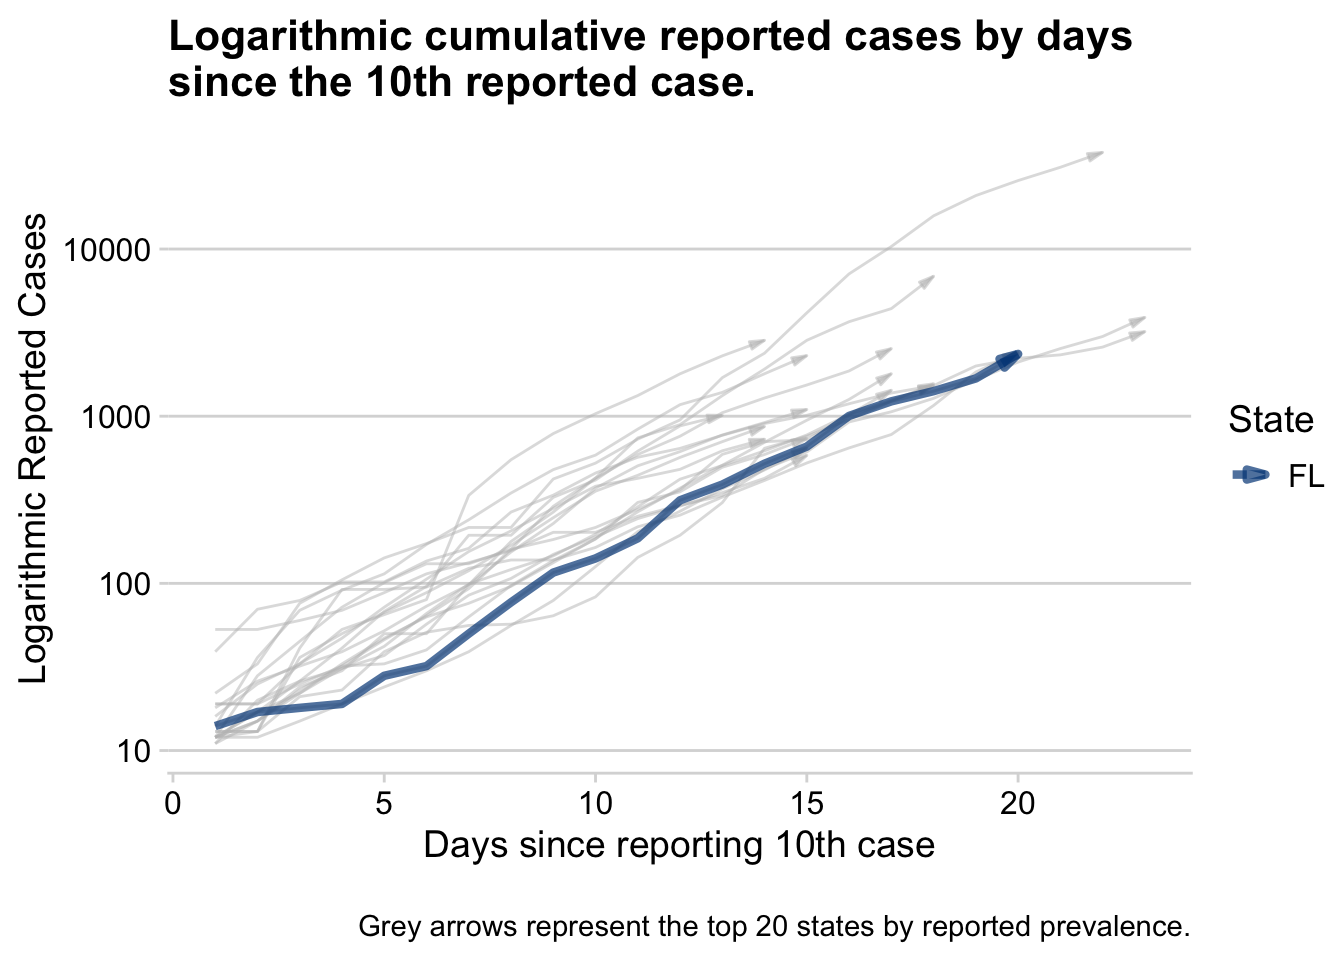 Logarithmic cumulative reported cases by days
since the 10th reported case.
Logarithmic Reported Cases
10000
1000
100
10
0 5 10 15 20
Days since reporting 10th case
State
FL
Grey arrows represent the top 20 states by reported prevalence.